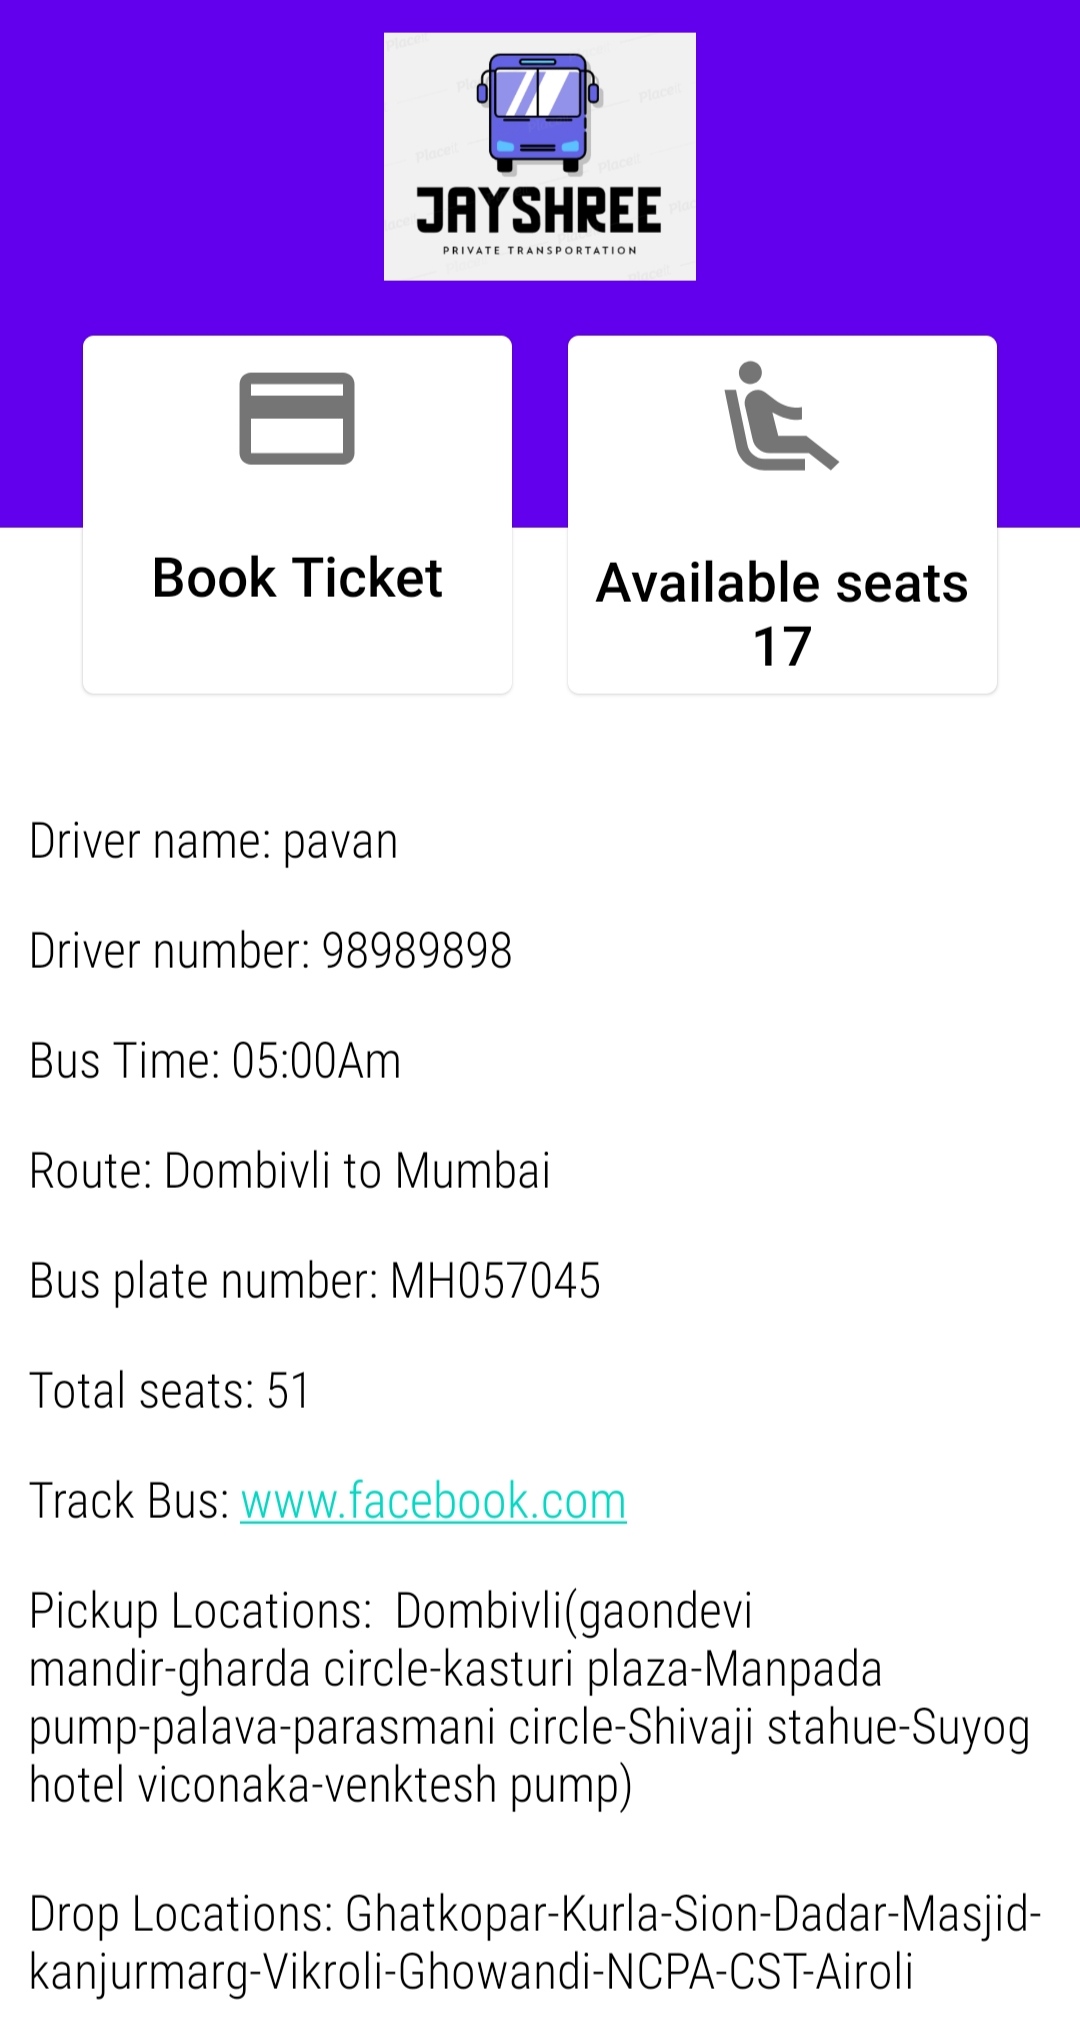 JAYSHREE
PRIVATE TRANSPORTATION
Book Ticket
Available seats
17
Driver name: pavan
Driver number: 98989898
Bus Time: 05:00Am
Route: Dombivli to Mumbai
Bus plate number: MH057045
Total seats: 51
Track Bus: www.facebook.com
Pickup Locations:  Dombivli(gaondevi
mandir-gharda circle-kasturi plaza-Manpada
pump-palava-parasmani circle-Shivaji stahue-Suyog
hotel viconaka-venktesh pump)
Drop Locations: Ghatkopar-Kurla-Sion-Dadar-Masjid-
kanjurmarg-Vikroli-Ghowandi-NCPA-CST-Airoli